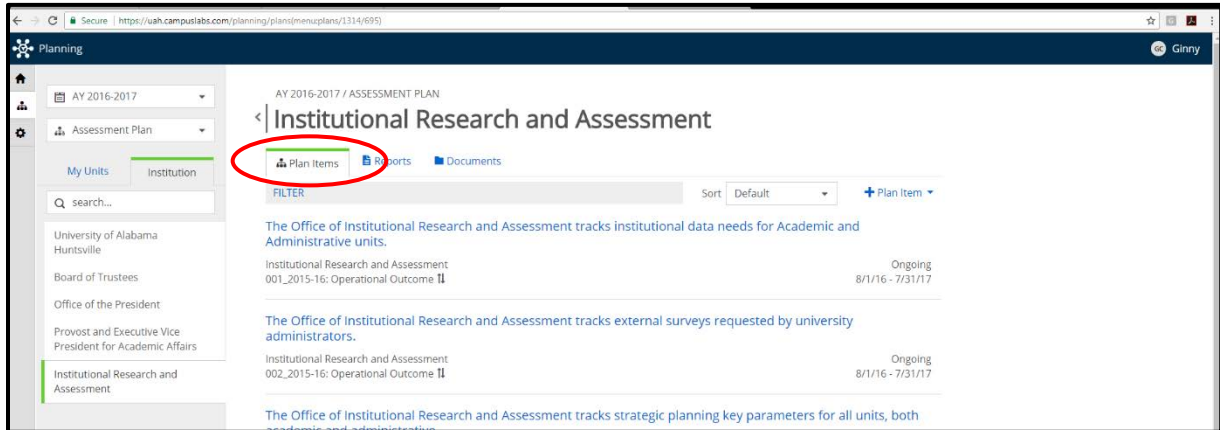 Secure | https://uah.campuslabs.com/planning/plans(menu:plans/1314/695)
Planning
GC Ginny
AY 2016-2017
Assessment Plan
My Units Institution
search...
University of Alabama
Huntsville
Board of Trustees
Office of the President
Provost and Executive Vice
President for Academic Affairs
Institutional Research and
Assessment
AY 2016-2017 / ASSESSMENT PLAN
Institutional Research and Assessment
Plan Items Reports Documents
FILTER Sort Default + Plan Item
The Office of Institutional Research and Assessment tracks institutional data needs for Academic and
Administrative units.
Institutional Research and Assessment Ongoing
001_2015-16: Operational Outcome 8/1/16 - 7/31/17
The Office of Institutional Research and Assessment tracks external surveys requested by university
administrators.
Institutional Research and Assessment Ongoing
002_2015-16: Operational Outcome 8/1/16 - 7/31/17
The Office of Institutional Research and Assessment tracks strategic planning key parameters for all units, both
academic and administrative